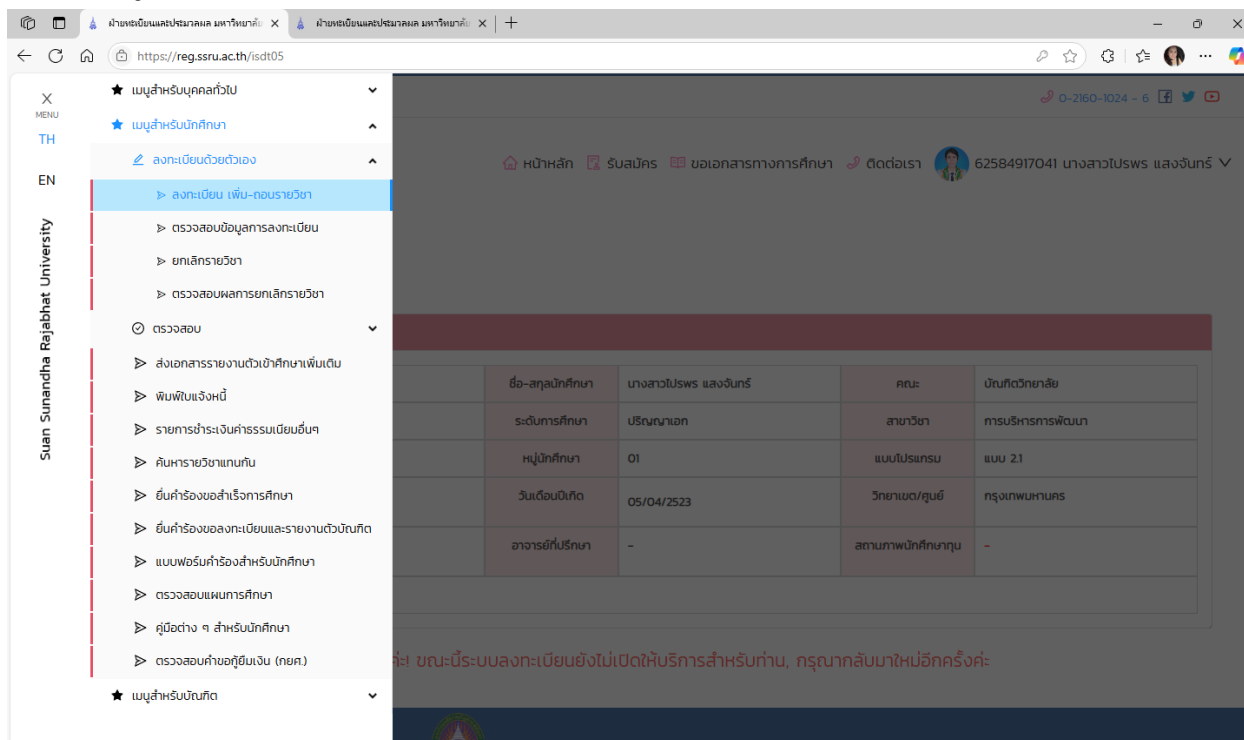 ฝ่ายทะเบียนและประมวลผล มหาวิทยาลัย
ฝ่ายทะเบียนและประมวลผล มหาวิทยาลัย
https://reg.ssru.ac.th/isdt05
X
MENU
TH
EN
Suan Sunandha Rajabhat University
เมนูสำหรับบุคคลทั่วไป
เมนูสำหรับนักศึกษา
ลงทะเบียนด้วยตัวเอง
ลงทะเบียน เพิ่ม-ถอนรายวิชา
ตรวจสอบข้อมูลการลงทะเบียน
ยกเลิกรายวิชา
ตรวจสอบผลการยกเลิกรายวิชา
ตรวจสอบ
ส่งเอกสารรายงานตัวเข้าศึกษาเพิ่มเติม
พิมพ์ใบแจ้งหนี้
รายการชำระเงินค่าธรรมเนียมอื่นๆ
ค้นหารายวิชาแทนกัน
ยื่นคำร้องขอสำเร็จการศึกษา
ยื่นคำร้องขอลงทะเบียนและรายงานตัวบัณฑิต
แบบฟอร์มคำร้องสำหรับนักศึกษา
ตรวจสอบแผนการศึกษา
คู่มือต่าง ๆ สำหรับนักศึกษา
ตรวจสอบคำขอกู้ยืมเงิน (กยศ.)
เมนูสำหรับบัณฑิต
0-2160-1024 - 6
หน้าหลัก รับสมัคร ขอเอกสารทางการศึกษา ติดต่อเรา 62584917041 นางสาวไปรพร แสงจันทร์
ชื่อ-สกุลนักศึกษา นางสาวไปรพร แสงจันทร์ คณะ บัณฑิตวิทยาลัย
ระดับการศึกษา ปริญญาเอก สาขาวิชา การบริหารการพัฒนา
หมู่นักศึกษา 01 แบบโปรแกรม แบบ 2.1
วันเดือนปีเกิด 05/04/2523 วิทยาเขต/ศูนย์ กรุงเทพมหานคร
อาจารย์ที่ปรึกษา - สถานภาพนักศึกษาทุน -
ค่ะ! ขณะนี้ระบบลงทะเบียนยังไม่เปิดให้บริการสำหรับท่าน, กรุณากลับมาใหม่อีกครั้งค่ะ